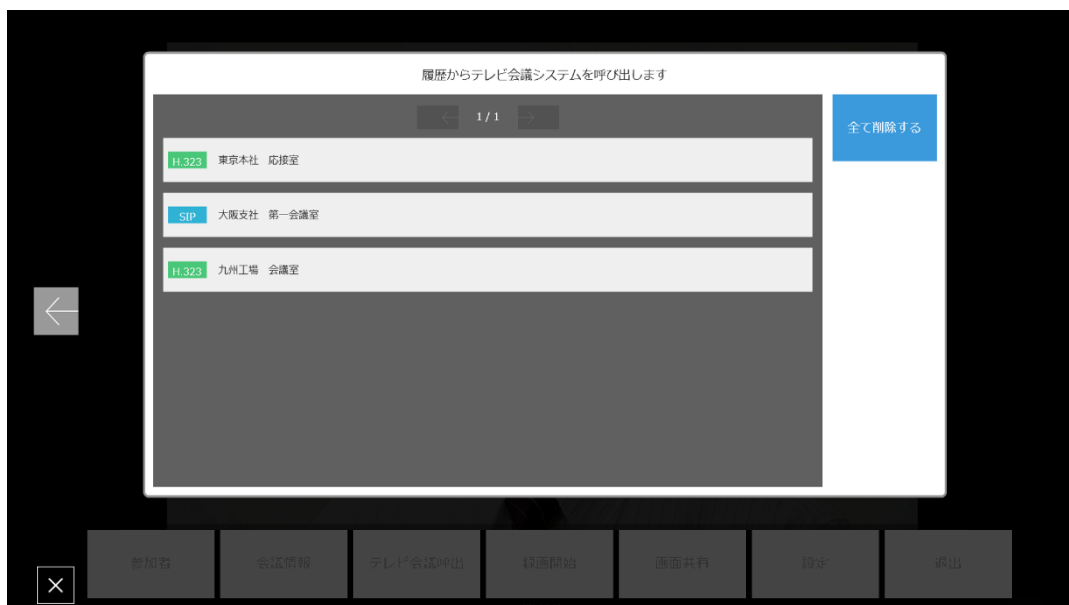 履歴からテレビ会議システムを呼び出します
1/1
全て削除する
H.323 東京本社 応接室
SIP 大阪支社 第一会議室
H.323 九州工場 会議室
参加者 会議情報 テレビ会議呼出 録画開始 画面共有 設定 退出